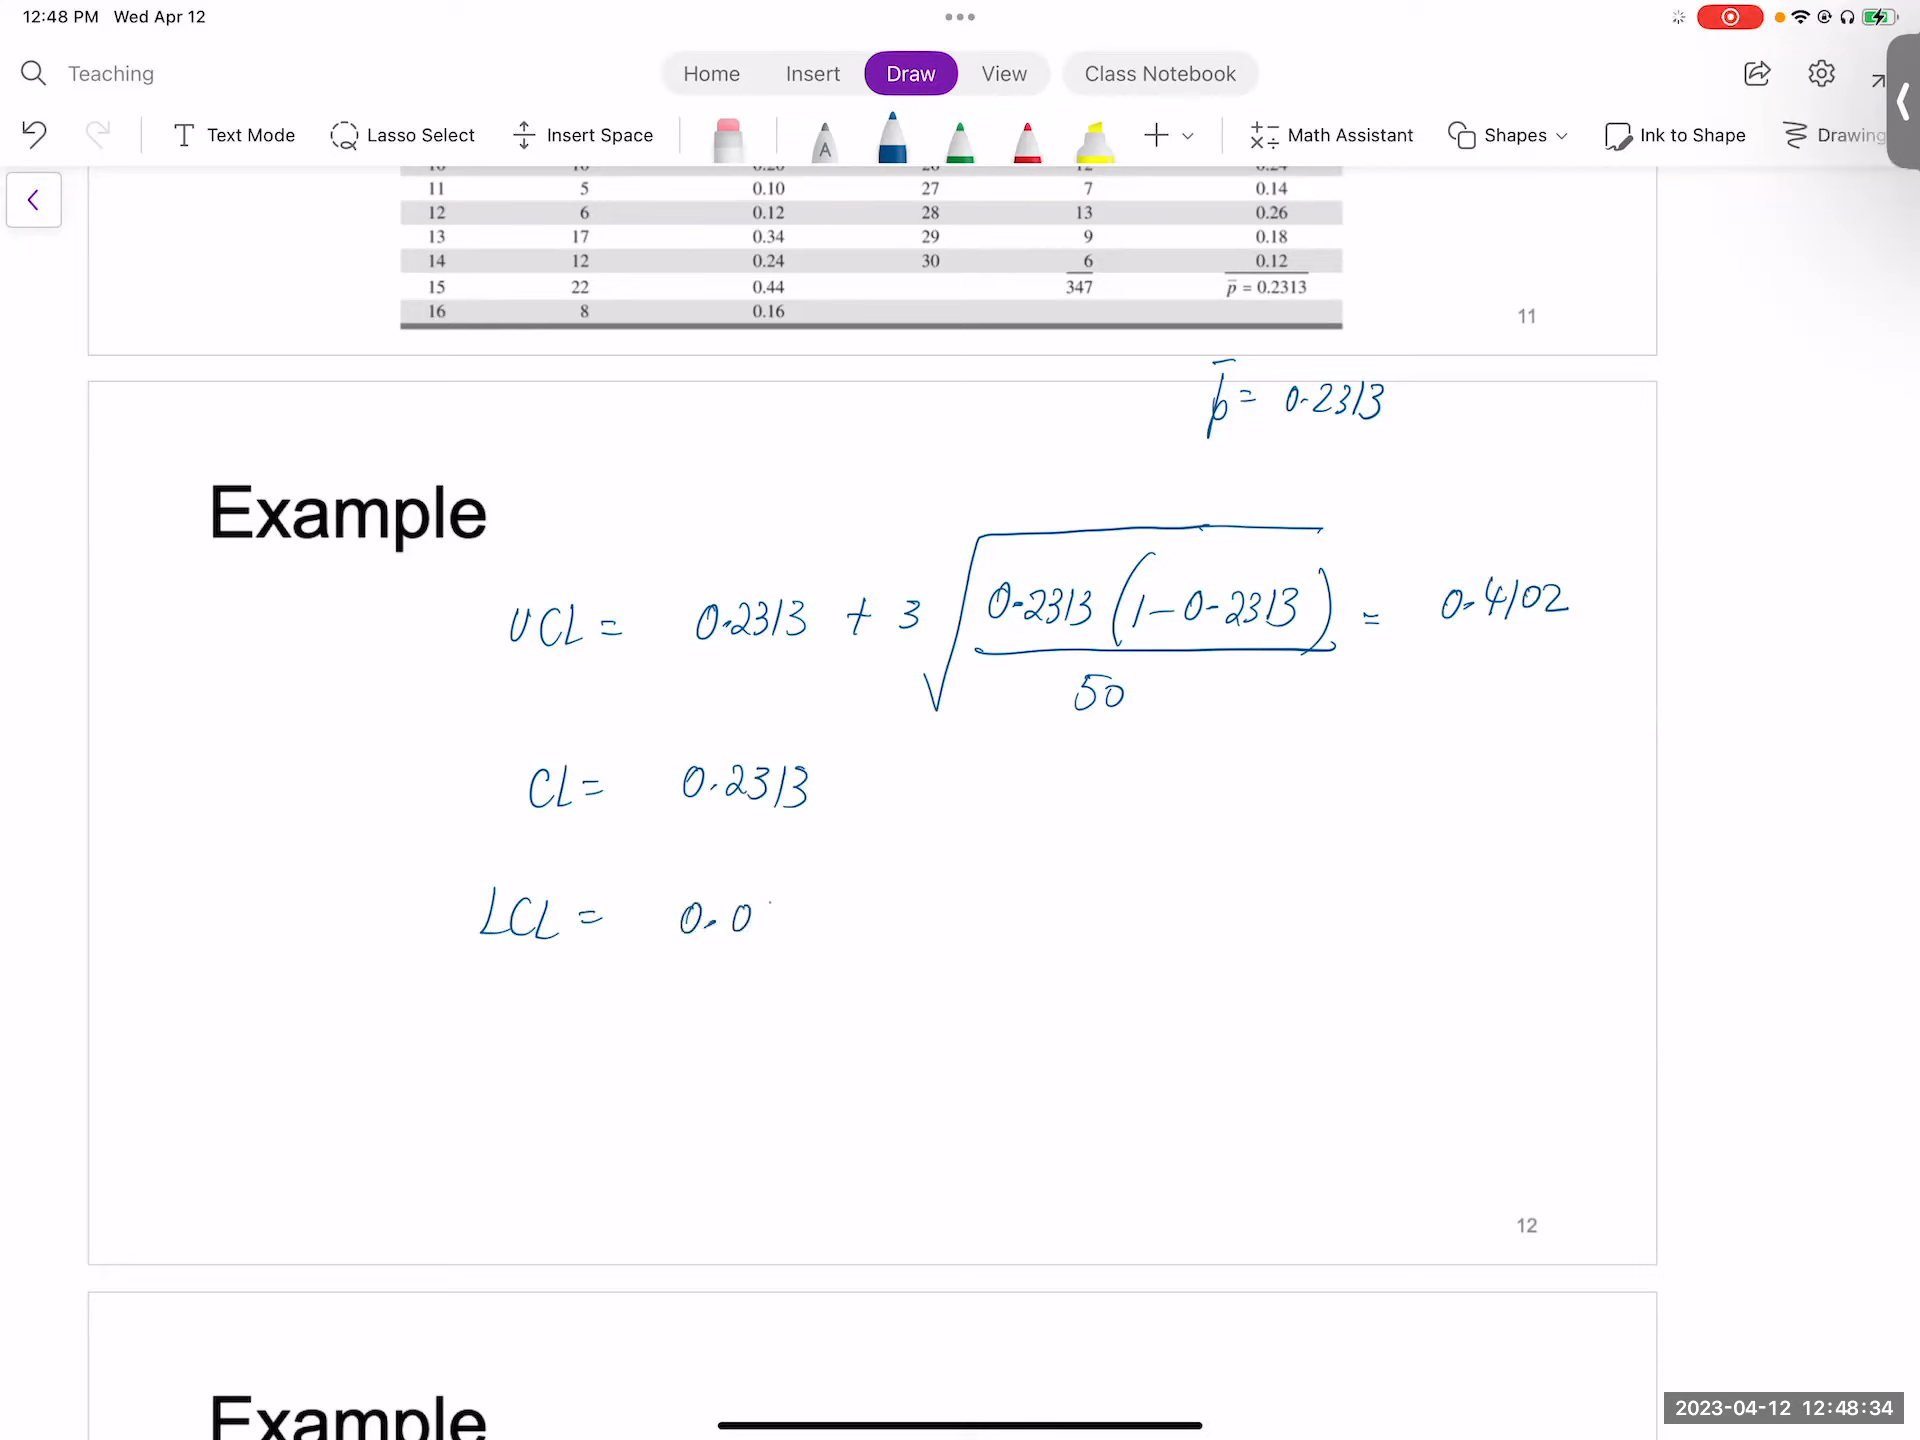 12:48 PM Wed Apr 12
Teaching
Home Insert Draw View Class Notebook
T Text Mode Lasso Select Insert Space A Math Assistant Shapes Ink to Shape Drawing
11 5 0.10 27 7 0.14
12 6 0.12 28 13 0.26
13 17 0.34 29 9 0.18
14 12 0.24 30 6 0.12
15 22 0.44 347 p̄ = 0.2313
16 8 0.16
11
p̄ = 0.2313
Example
UCL = 0.2313 + 3 √ 0.2313 (1-0.2313) = 0.4102
50
CL = 0.2313
LCL = 0.0
12
Example
2023-04-12 12:48:34